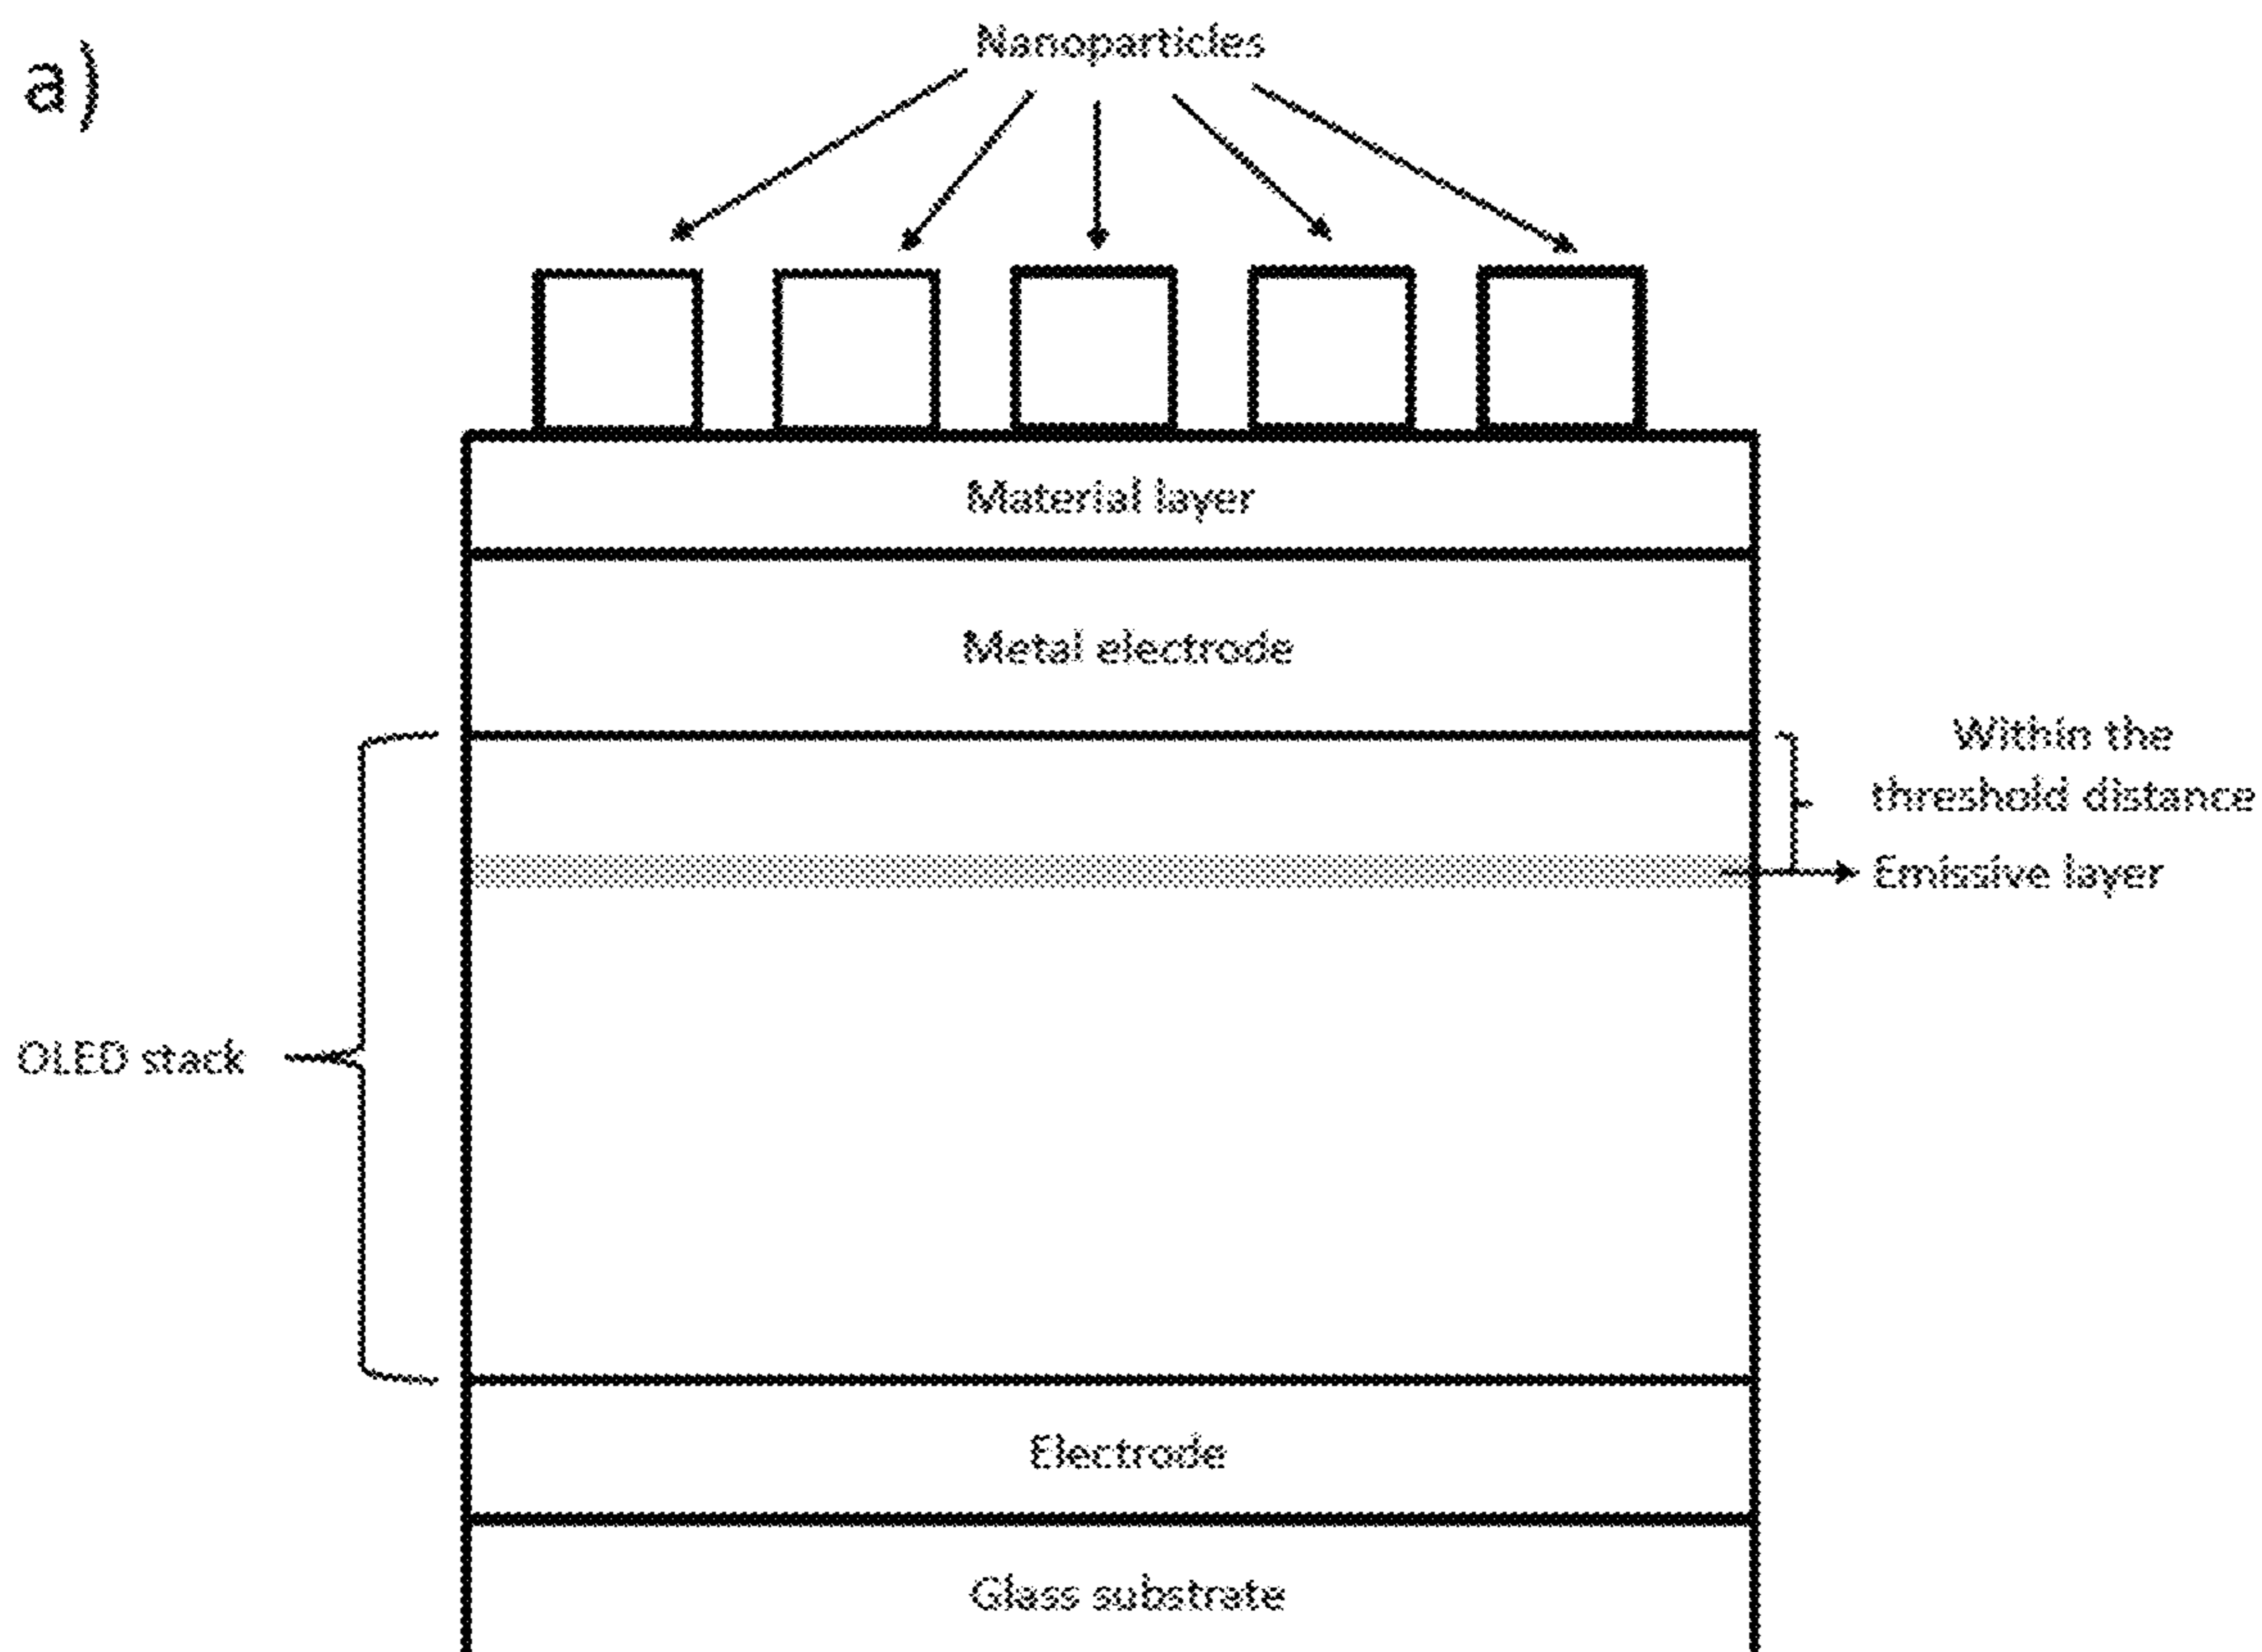 a)
Nanoparticles
Material layer
Metal electrode
Within the
threshold distance
Emissive layer
OLED stack
Electrode
Glass substrate